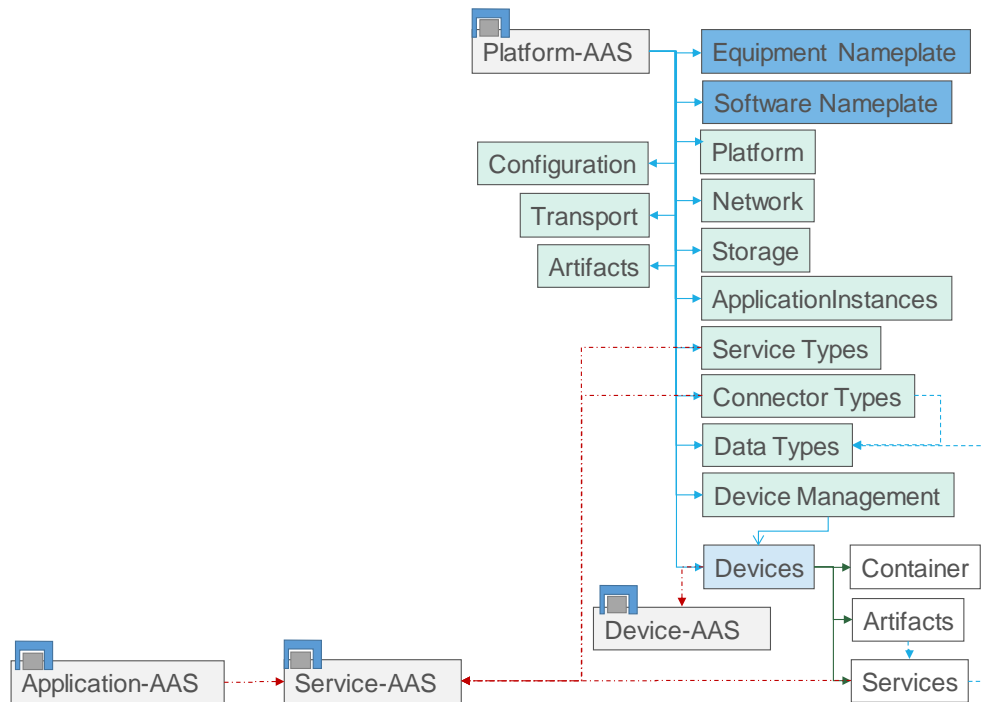 Platform-AAS
Equipment Nameplate
Software Nameplate
Platform
Configuration
Network
Transport
Storage
Artifacts
ApplicationInstances
Service Types
Connector Types
Data Types
Device Management
Devices
Container
Device-AAS
Artifacts
Application-AAS
Service-AAS
Services